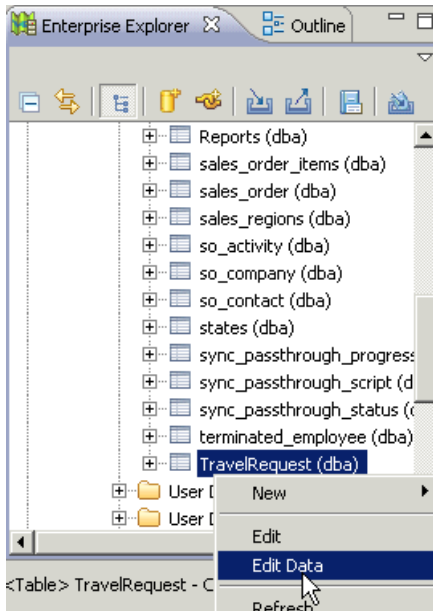 Enterprise Explorer Outline
Reports (dba)
sales_order_items (dba)
sales_order (dba)
sales_regions (dba)
so_activity (dba)
so_company (dba)
so_contact (dba)
states (dba)
sync_passthrough_progress
sync_passthrough_script (d
sync_passthrough_status (
terminated_employee (dba)
TravelRequest (dba)
User D
User D
New
Edit
Edit Data
Refresh
<Table> TravelRequest - C